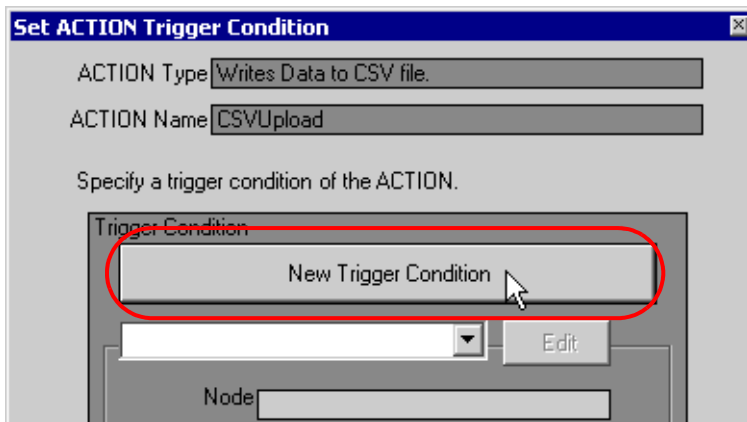 Set ACTION Trigger Condition
ACTION Type Writes Data to CSV file.
ACTION Name CSVUpload
Specify a trigger condition of the ACTION.
Trigger Condition
New Trigger Condition
Edit
Node